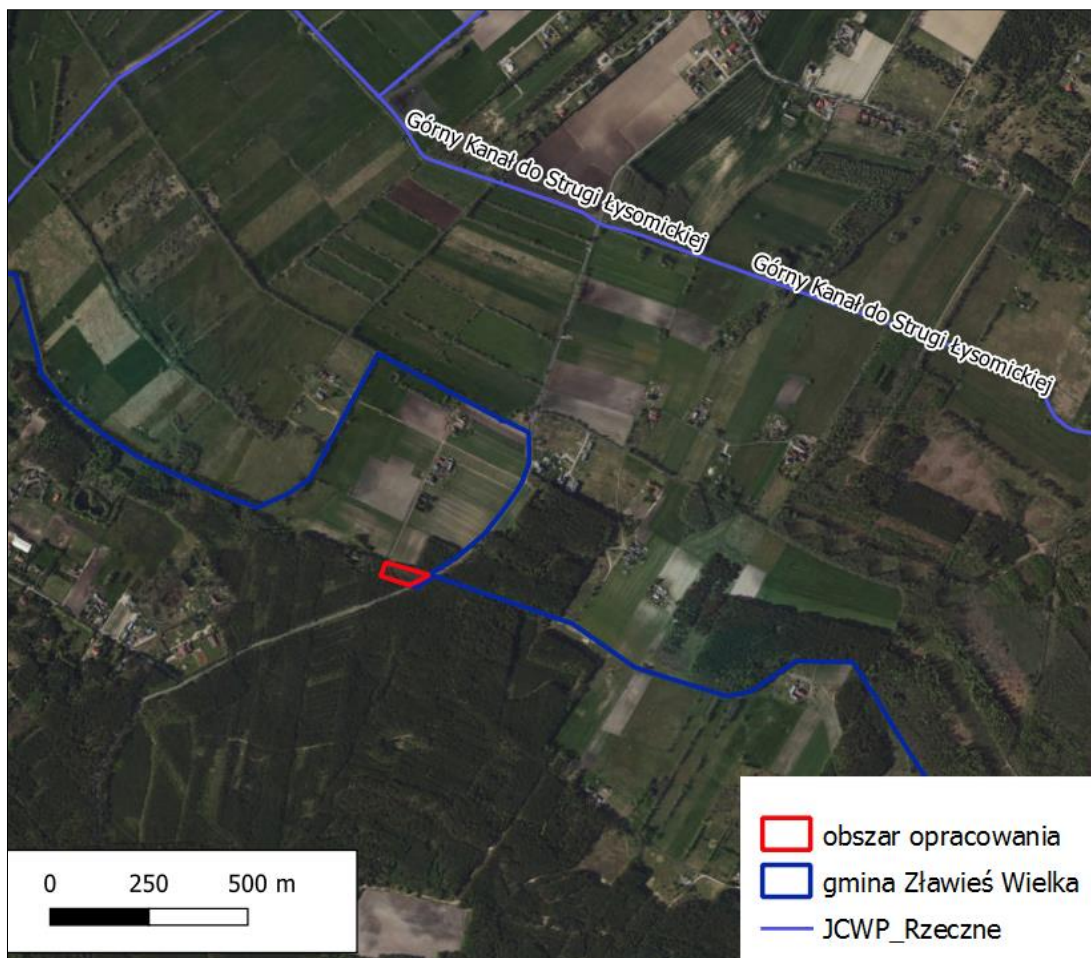 Górny Kanał do Strugi Łysomickiej
Górny Kanał do Strugi Łysomickiej
obszar opracowania
gmina Zławieś Wielka
JCWP_Rzeczne
0 250 500 m